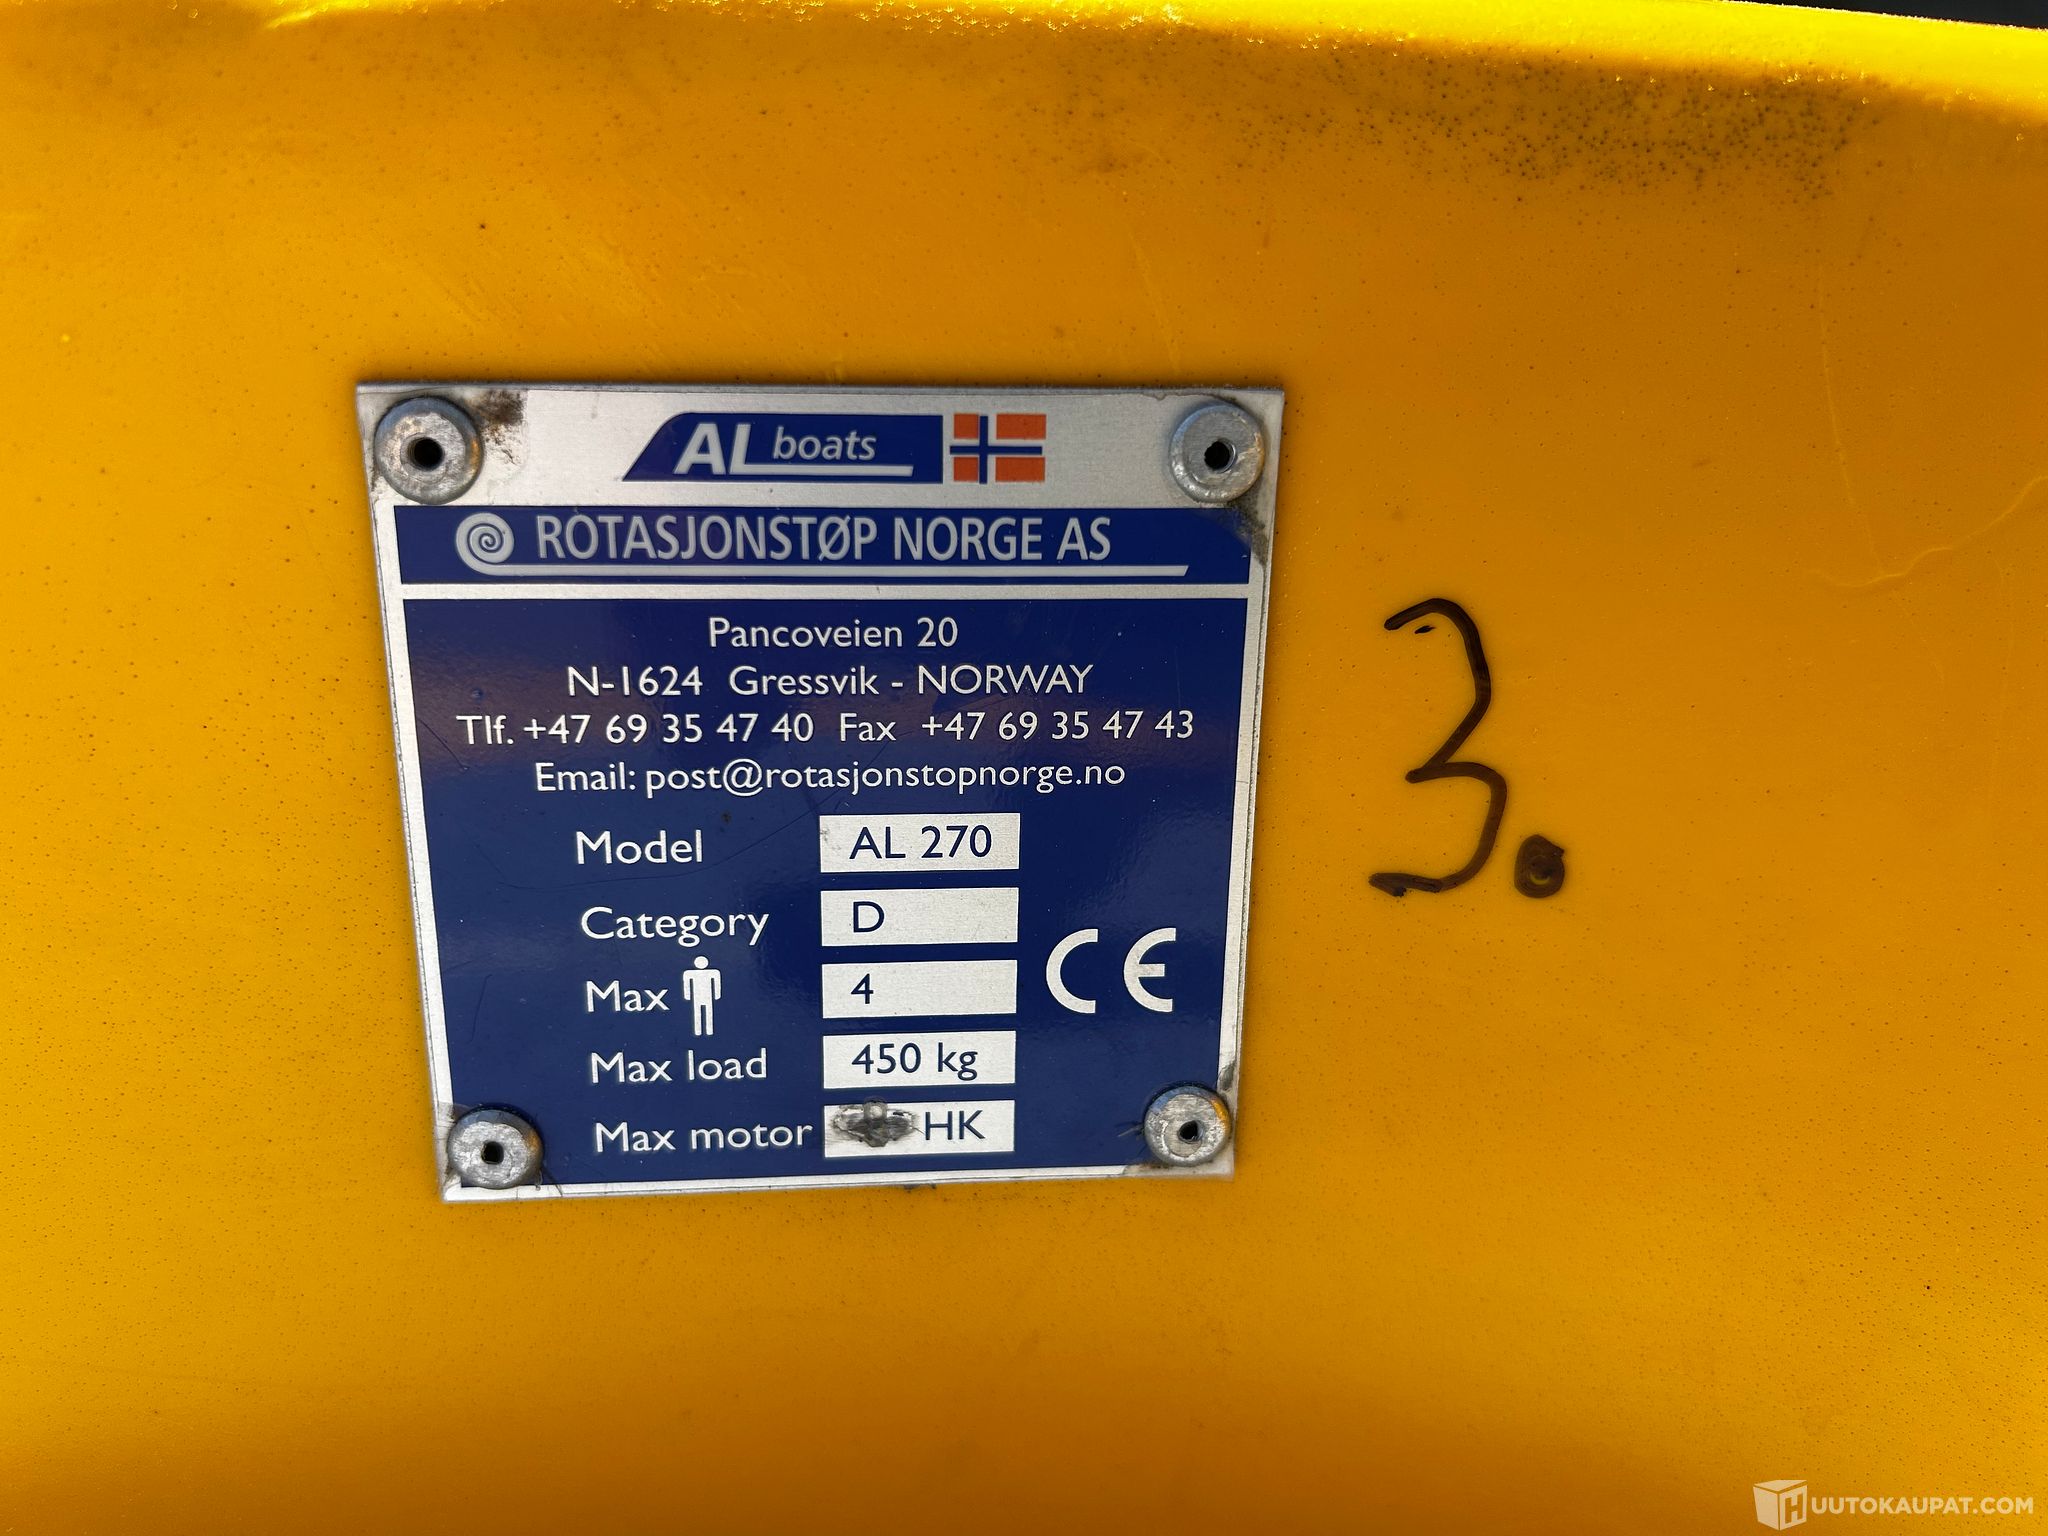 AL boats
ROTASJONSTØP NORGE AS
Pancoveien 20
N-1624 Gressvik - NORWAY
Tlf. +47 69 35 47 40 Fax +47 69 35 47 43
Email: post@rotasjonstopnorge.no
Model AL 270
Category D
Max 4
CE
Max load 450 kg
Max motor HK
3.
HUUTOKAUPAT.COM